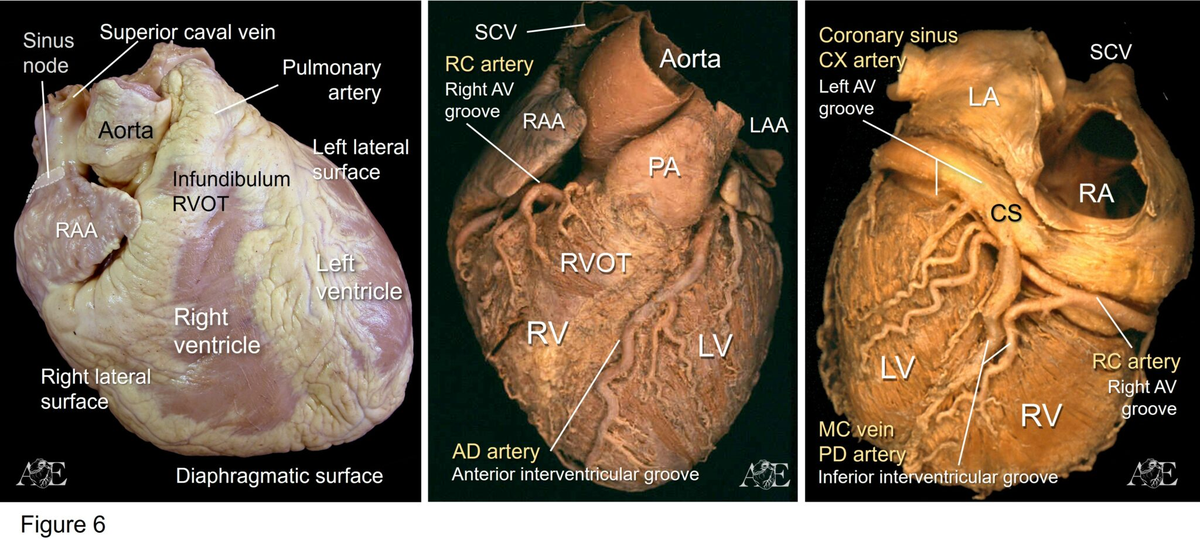 Sinus
node
Superior caval vein
Pulmonary
artery
Aorta
Left lateral
surface
Infundibulum
RVOT
RAA
Left
ventricle
Right
ventricle
Right lateral
surface
Diaphragmatic surface
AE
SCV
RC artery
Right AV
groove
Aorta
RAA
LAA
PA
RVOT
RV
LV
AD artery
Anterior interventricular groove
AE
Coronary sinus
CX artery
Left AV
groove
SCV
LA
RA
CS
LV
RC artery
Right AV
groove
RV
MC vein
PD artery
Inferior interventricular groove
AE
Figure 6